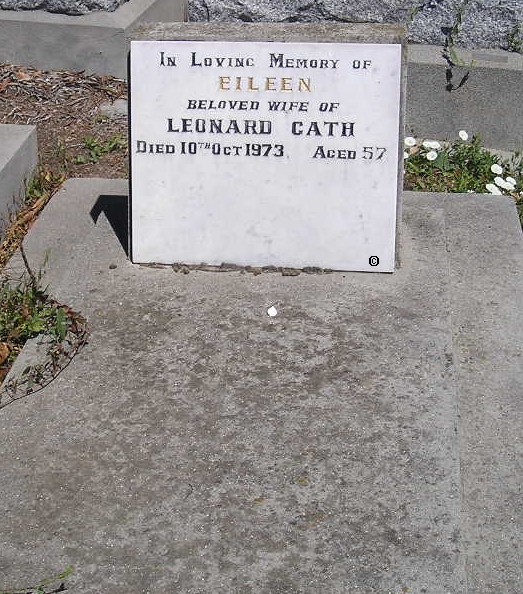 In Loving Memory of
EILEEN
BELOVED WIFE OF
LEONARD CATH
Died 10TH Oct 1973. Aged 57
©